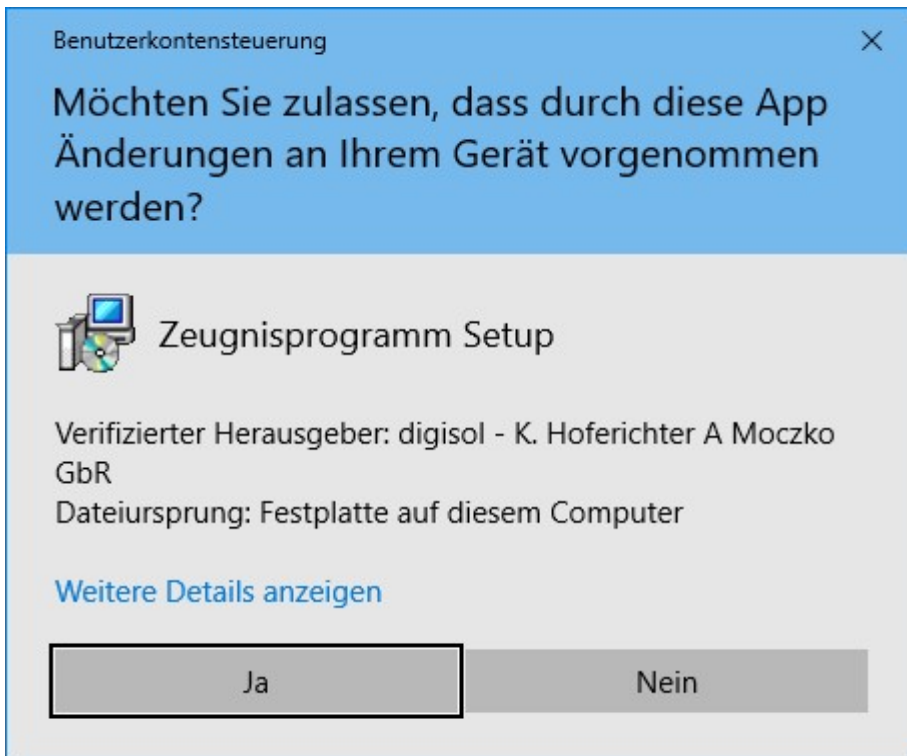 Benutzerkontensteuerung
Möchten Sie zulassen, dass durch diese App
Änderungen an Ihrem Gerät vorgenommen
werden?
Zeugnisprogramm Setup
Verifizierter Herausgeber: digisol - K. Hoferichter A Moczko
GbR
Dateiursprung: Festplatte auf diesem Computer
Weitere Details anzeigen
Ja
Nein